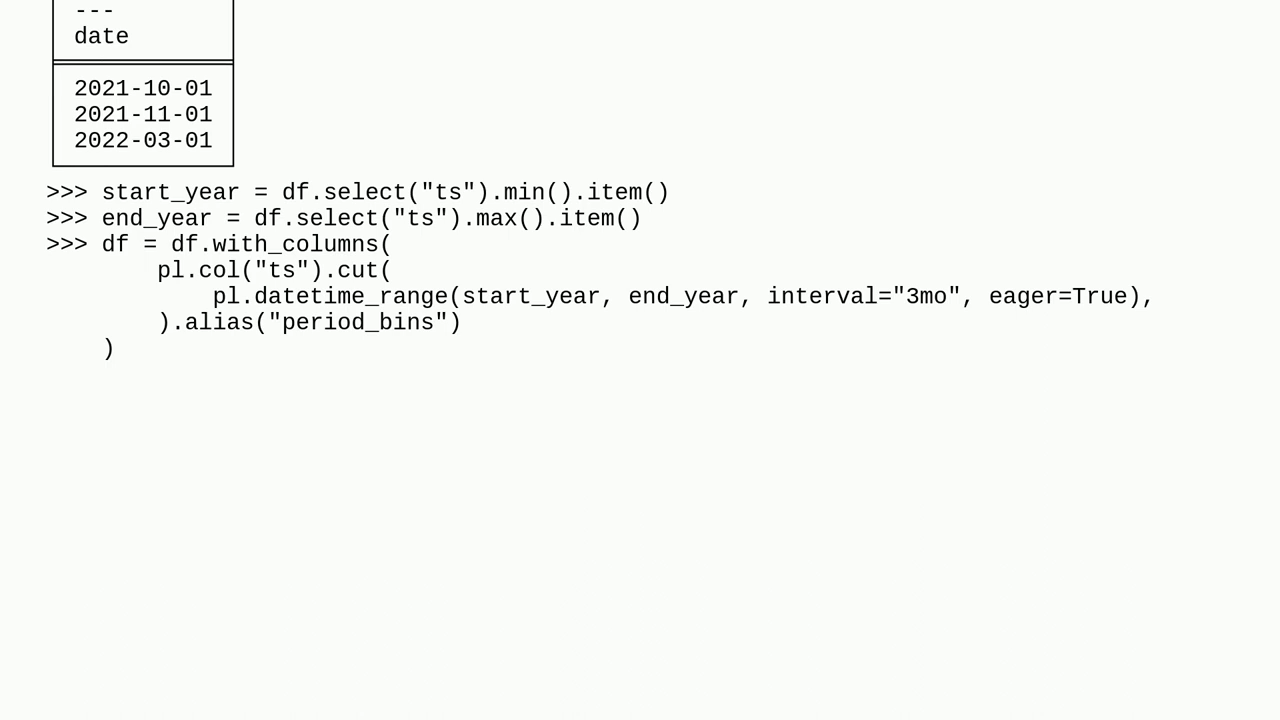 ---
date
2021-10-01
2021-11-01
2022-03-01
>>> start_year = df.select("ts").min().item()
>>> end_year = df.select("ts").max().item()
>>> df = df.with_columns(
        pl.col("ts").cut(
            pl.datetime_range(start_year, end_year, interval="3mo", eager=True),
        ).alias("period_bins")
    )